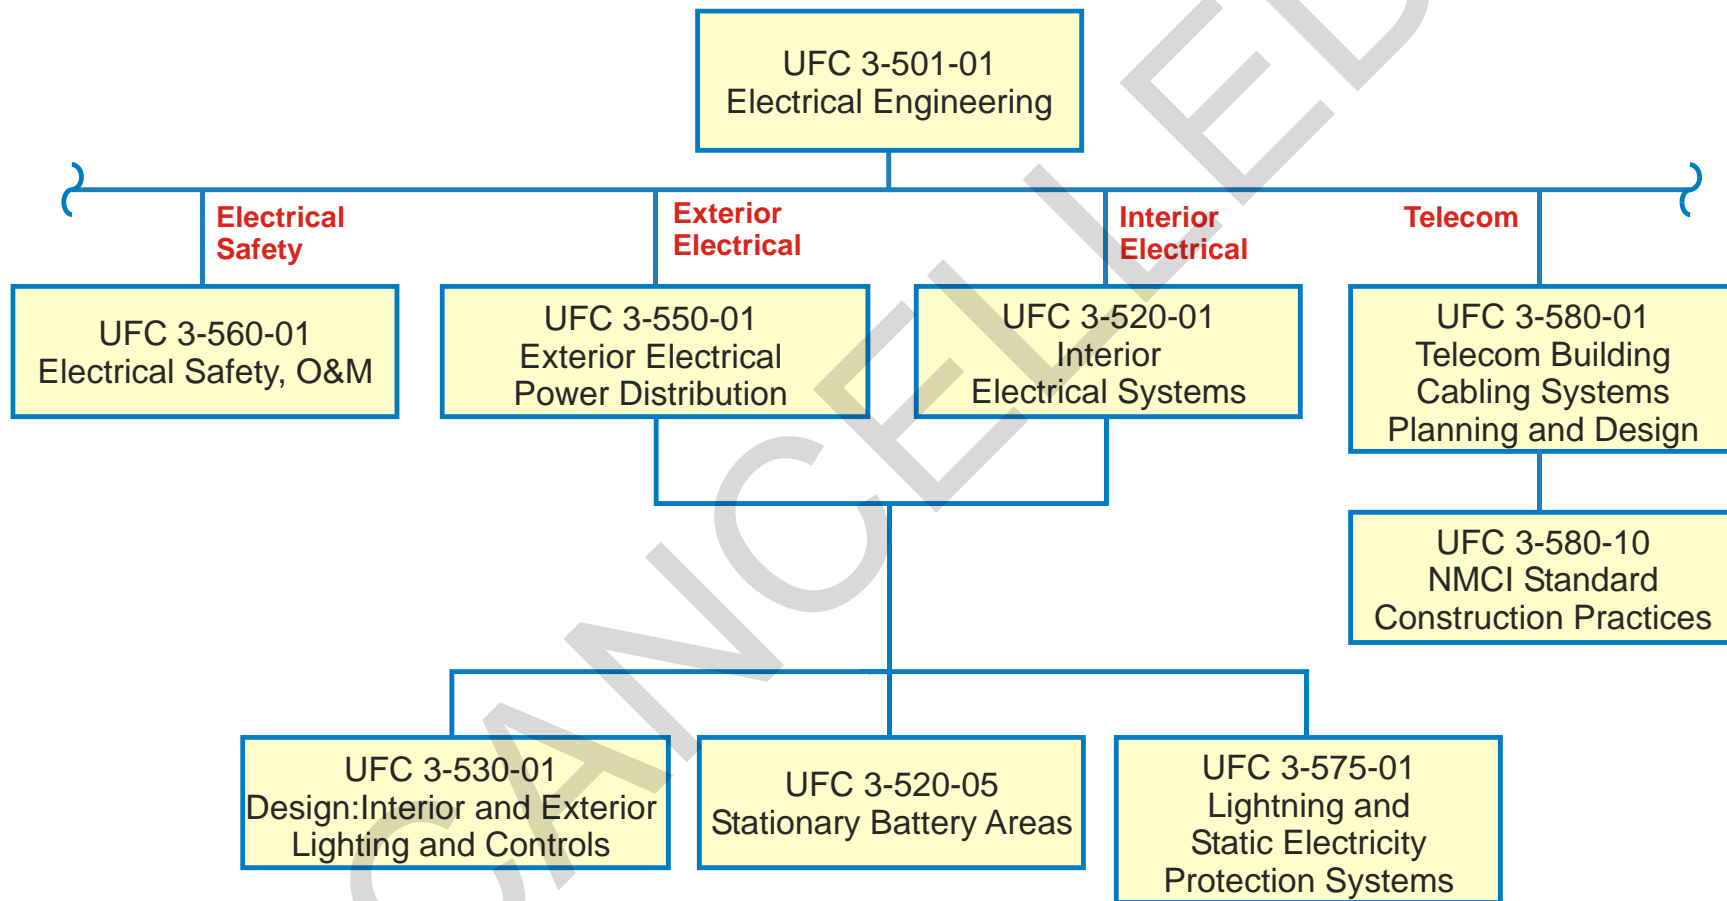 UFC 3-501-01
Electrical Engineering
Electrical
Safety
Exterior
Electrical
Interior
Electrical
Telecom
UFC 3-560-01
Electrical Safety, O&M
UFC 3-550-01
Exterior Electrical
Power Distribution
UFC 3-520-01
Interior
Electrical Systems
UFC 3-580-01
Telecom Building
Cabling Systems
Planning and Design
UFC 3-580-10
NMCI Standard
Construction Practices
UFC 3-530-01
Design:Interior and Exterior
Lighting and Controls
UFC 3-520-05
Stationary Battery Areas
UFC 3-575-01
Lightning and
Static Electricity
Protection Systems
CANCELLED